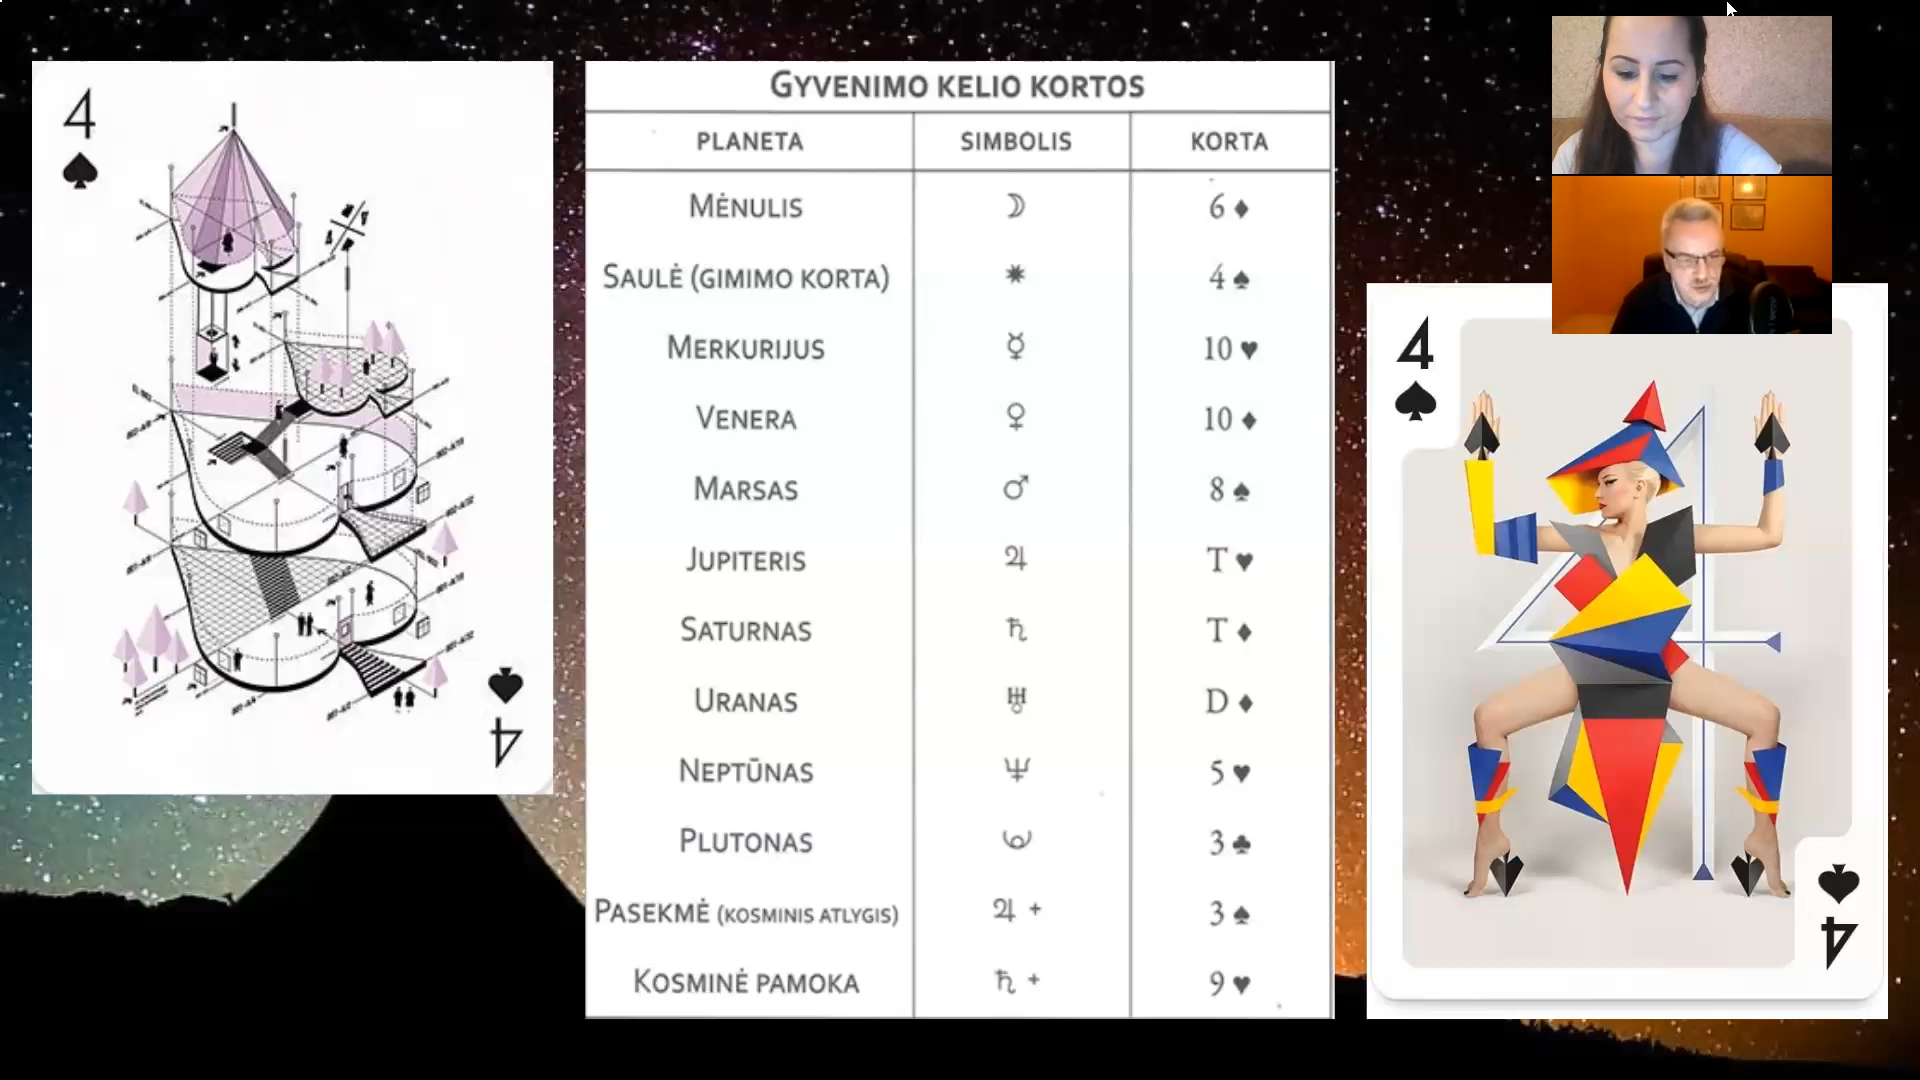 4
♠
GYVENIMO KELIO KORTOS
PLANETA SIMBOLIS KORTA
MĖNULIS ☽ 6 ♦
SAULĖ (GIMIMO KORTA) ✷ 4 ♠
MERKURIJUS ☿ 10 ♥
VENERA ♀ 10 ♦
MARSAS ♂ 8 ♠
JUPITERIS ♃ T ♥
SATURNAS ♄ T ♦
URANAS ♅ D ♦
NEPTŪNAS ♆ 5 ♥
PLUTONAS 3 ♣
PASEKMĖ (KOSMINIS ATLYGIS) ♃ + 3 ♠
KOSMINĖ PAMOKA ♄ + 9 ♥
♠
4
4
♠
♠
4